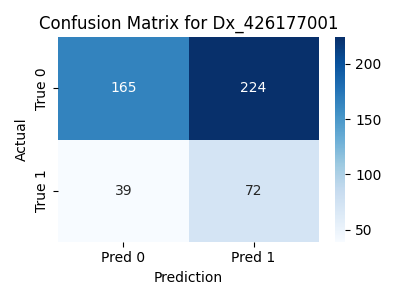 Confusion Matrix for Dx_426177001
Actual
True 0
165
224
True 1
39
72
Pred 0
Pred 1
Prediction
200
150
100
50